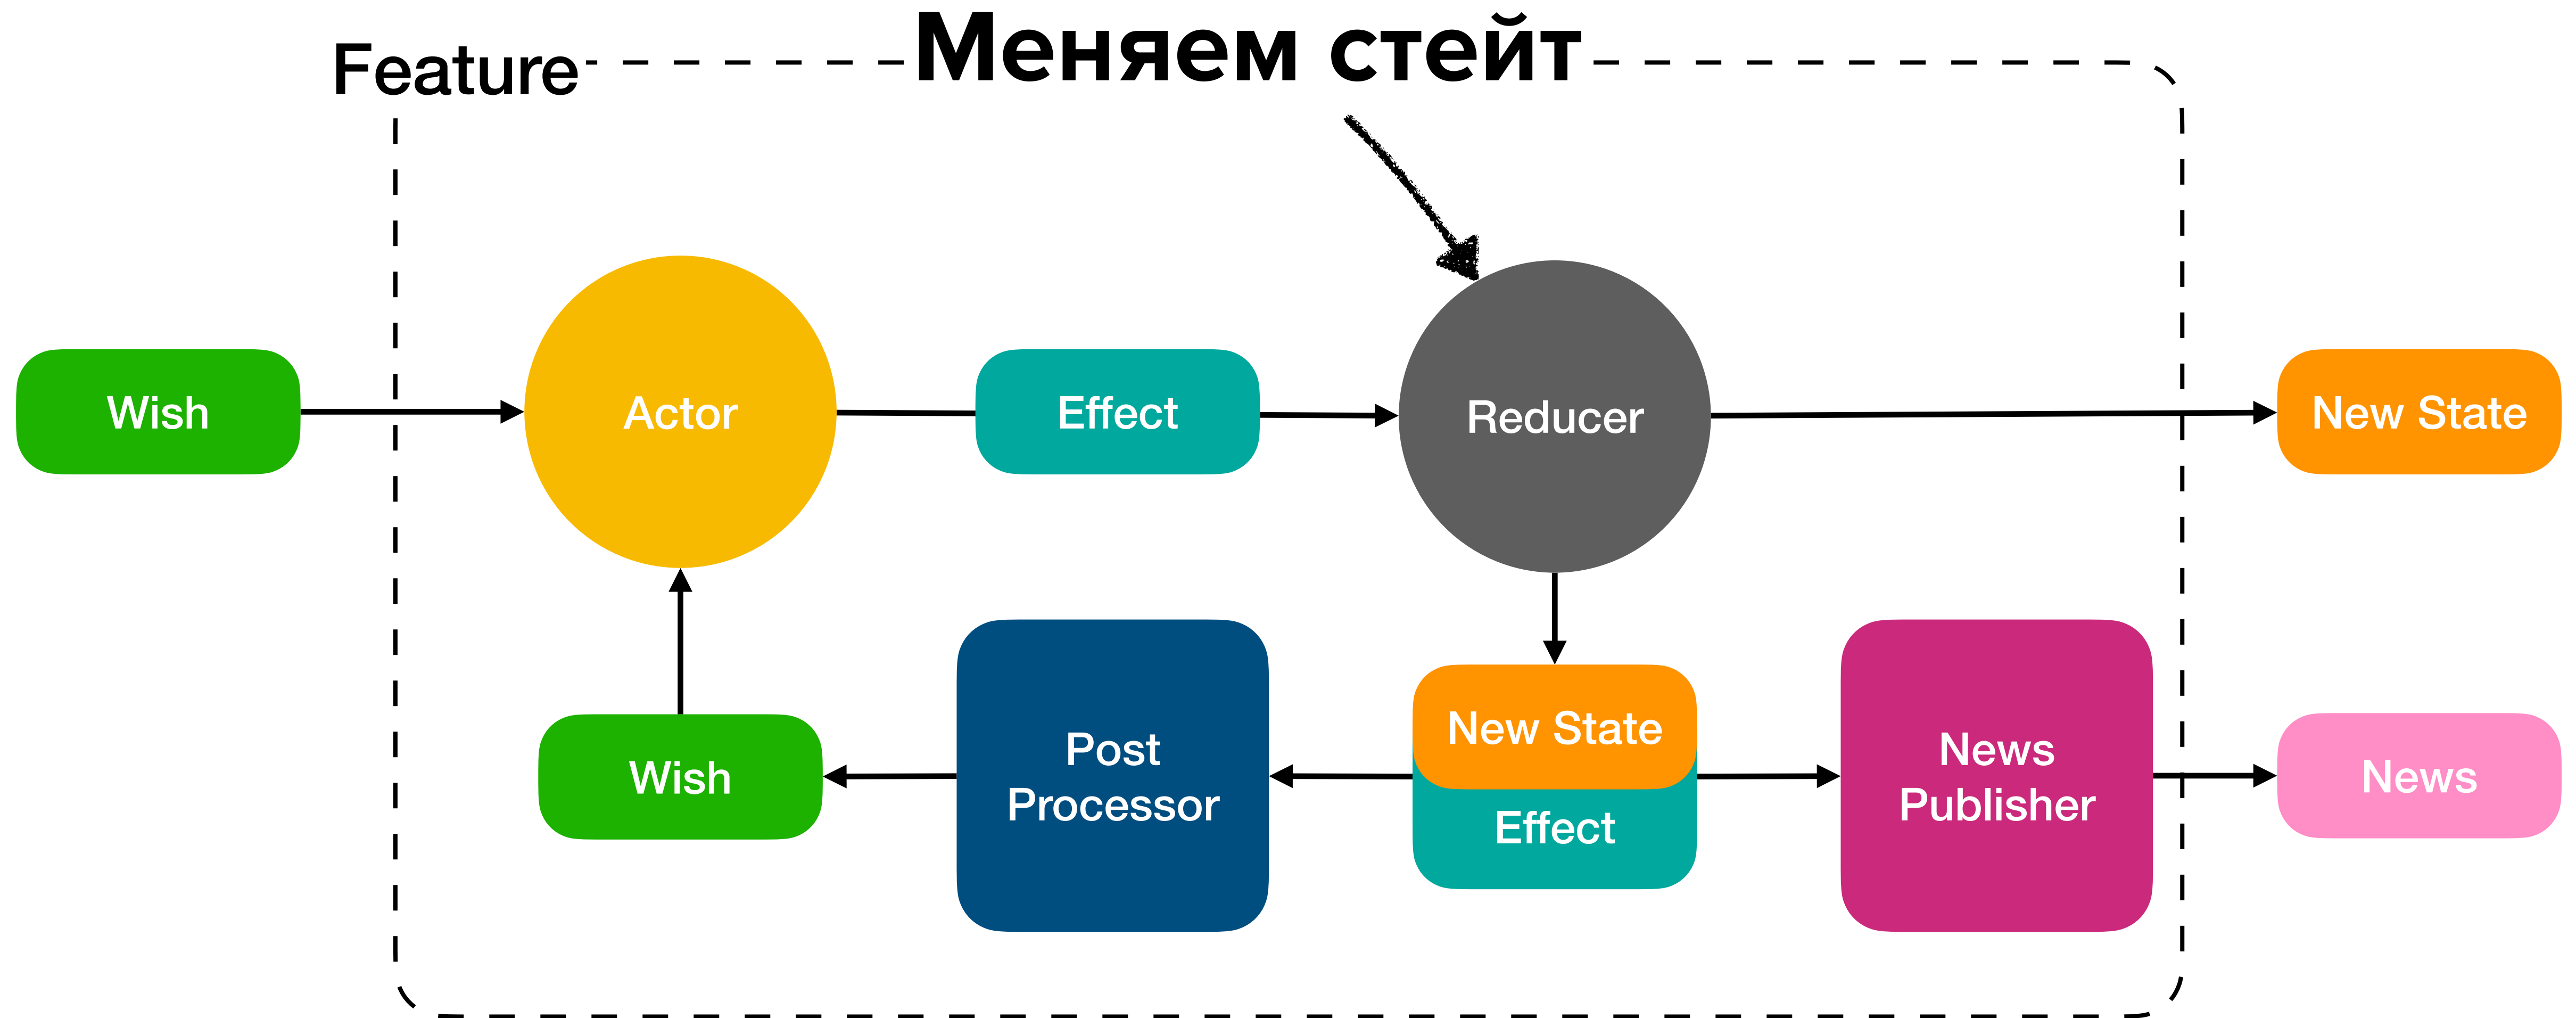 Feature
Меняем стейт
Wish
Actor
Effect
Reducer
New State
Wish
Post
Processor
New State
Effect
News
Publisher
News